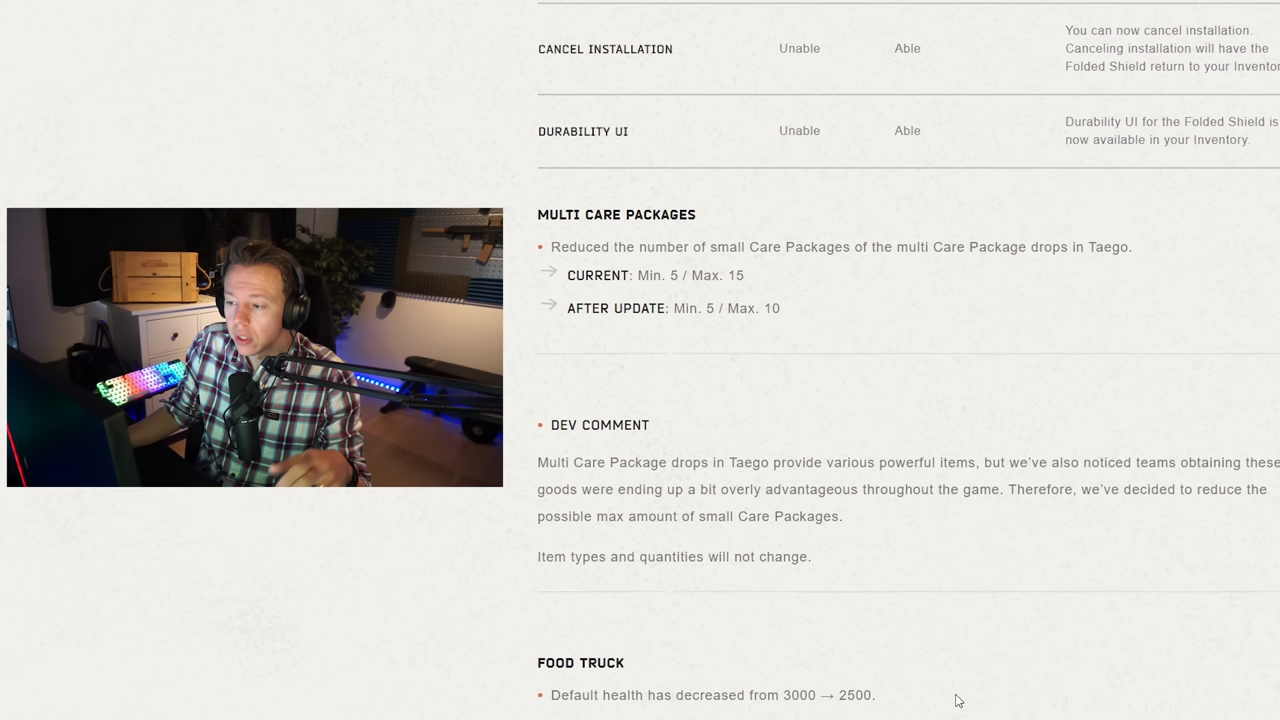 CANCEL INSTALLATION Unable Able You can now cancel installation.
Canceling installation will have the
Folded Shield return to your
DURABILITY UI Unable Able Durability UI for the Folded Shield is
now available in your Inventory.
MULTI CARE PACKAGES
• Reduced the number of small Care Packages of the multi Care Package drops in Taego.
→ CURRENT: Min. 5 / Max. 15
→ AFTER UPDATE: Min. 5 / Max. 10
• DEV COMMENT
Multi Care Package drops in Taego provide various powerful items, but we’ve also noticed teams obtaining these
goods were ending up a bit overly advantageous throughout the game. Therefore, we’ve decided to reduce the
possible max amount of small Care Packages.
Item types and quantities will not change.
FOOD TRUCK
• Default health has decreased from 3000 → 2500.